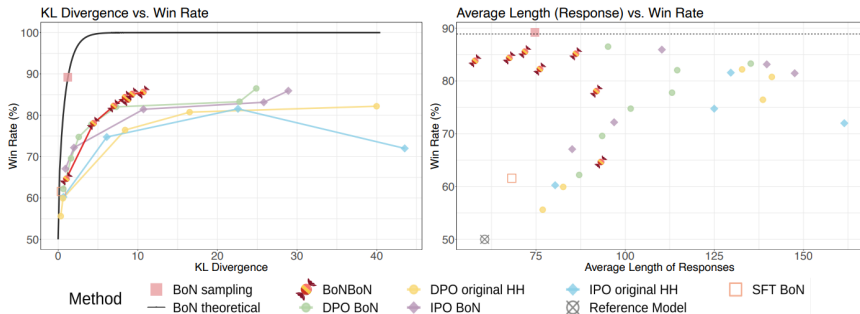 KL Divergence vs. Win Rate
Average Length (Response) vs. Win Rate
Win Rate (%)
100
90
80
70
60
50
0
10
20
30
40
KL Divergence
Win Rate (%)
90
80
70
60
50
75
100
125
150
Average Length of Responses
Method
BoN sampling
BoNBoN
DPO original HH
IPO original HH
SFT BoN
BoN theoretical
DPO BoN
IPO BoN
Reference Model